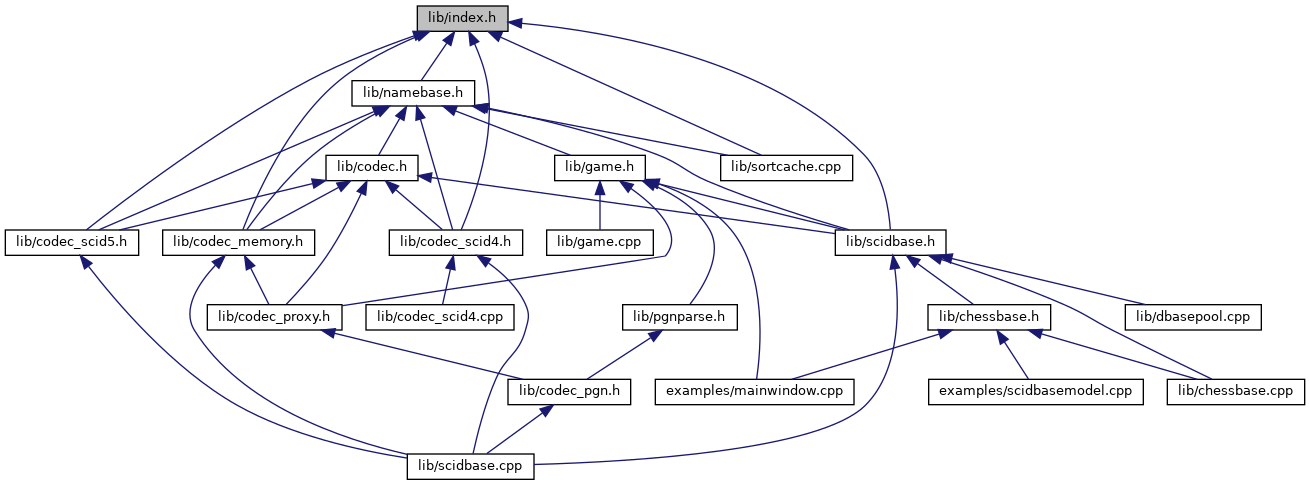 lib/index.h
lib/namebase.h
lib/codec.h
lib/game.h
lib/sortcache.cpp
lib/codec_scid5.h
lib/codec_memory.h
lib/codec_scid4.h
lib/game.cpp
lib/scidbase.h
lib/codec_proxy.h
lib/codec_scid4.cpp
lib/pgnparse.h
lib/chessbase.h
lib/dbasepool.cpp
lib/codec_pgn.h
examples/mainwindow.cpp
examples/scidbasemodel.cpp
lib/chessbase.cpp
lib/scidbase.cpp